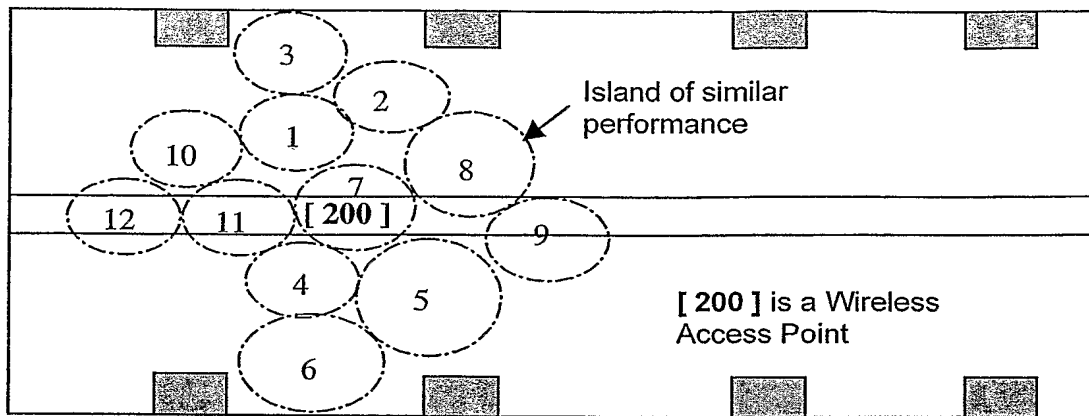 3
2
Island of similar
performance
1
10
8
7
12
11
[ 200 ]
9
4
5
[ 200 ] is a Wireless
Access Point
6